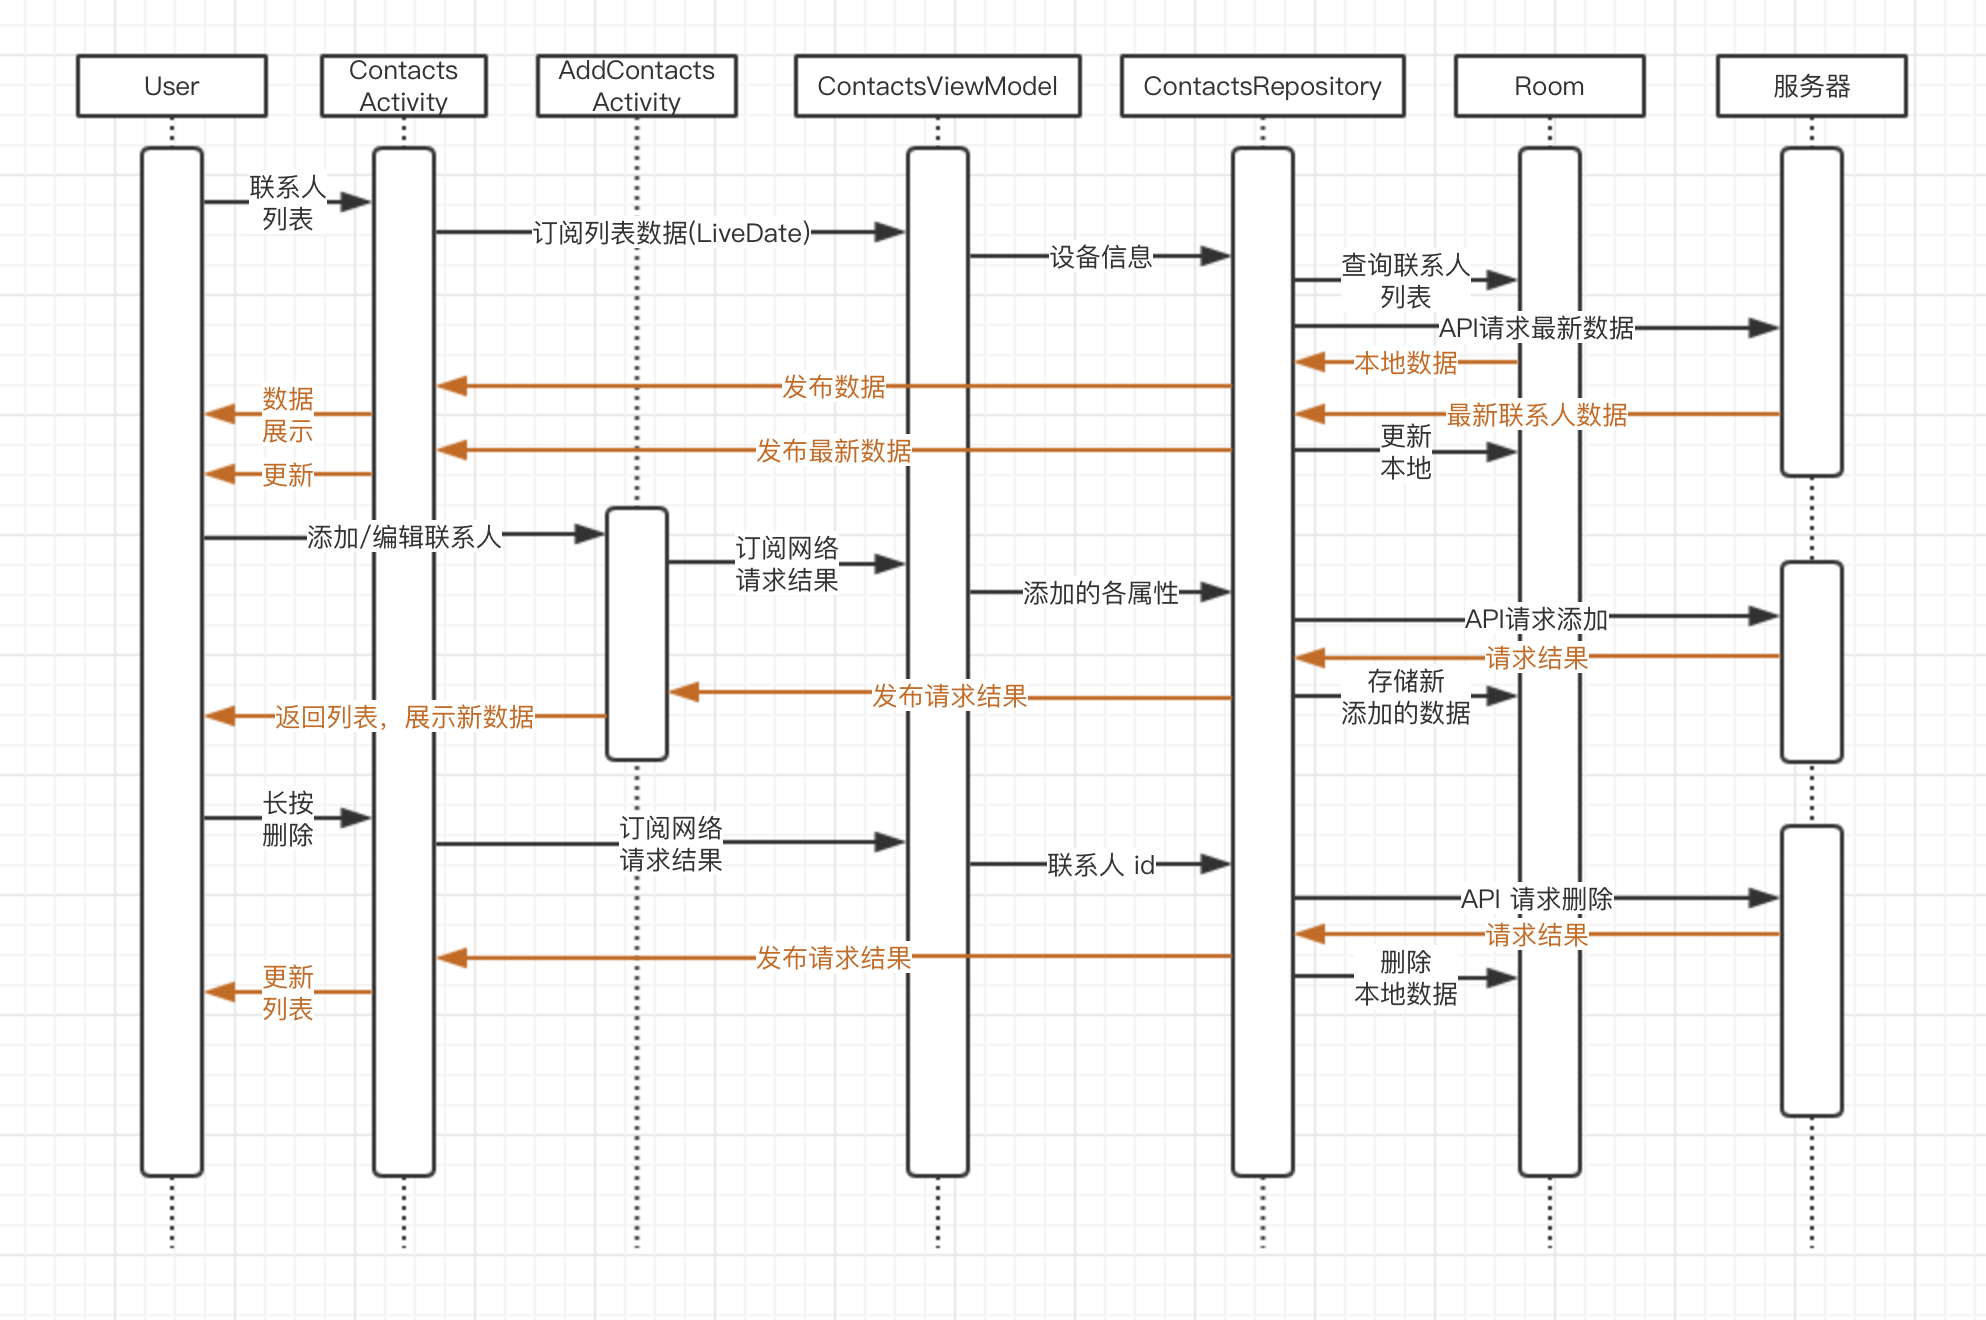 User
Contacts
Activity
AddContacts
Activity
ContactsViewModel
ContactsRepository
Room
服务器
联系人
列表
订阅列表数据(LiveDate)
设备信息
查询联系人
列表
API请求最新数据
本地数据
发布数据
数据
展示
最新联系人数据
发布最新数据
更新
本地
更新
添加/编辑联系人
订阅网络
请求结果
添加的各属性
API请求添加
请求结果
发布请求结果
存储新
添加的数据
返回列表，展示新数据
长按
删除
订阅网络
请求结果
联系人 id
API 请求删除
请求结果
发布请求结果
删除
本地数据
更新
列表